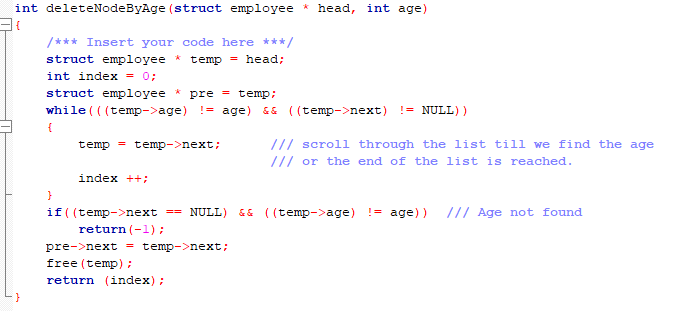 int deleteNodeByAge(struct employee * head, int age)
{
/*** Insert your code here ***/
struct employee * temp = head;
int index = 0;
struct employee * pre = temp;
while(((temp->age) != age) && ((temp->next) != NULL))
{
temp = temp->next; /// scroll through the list till we find the age
/// or the end of the list is reached.
index ++;
}
if((temp->next == NULL) && ((temp->age) != age)) /// Age not found
return(-1);
pre->next = temp->next;
free(temp);
return (index);
}